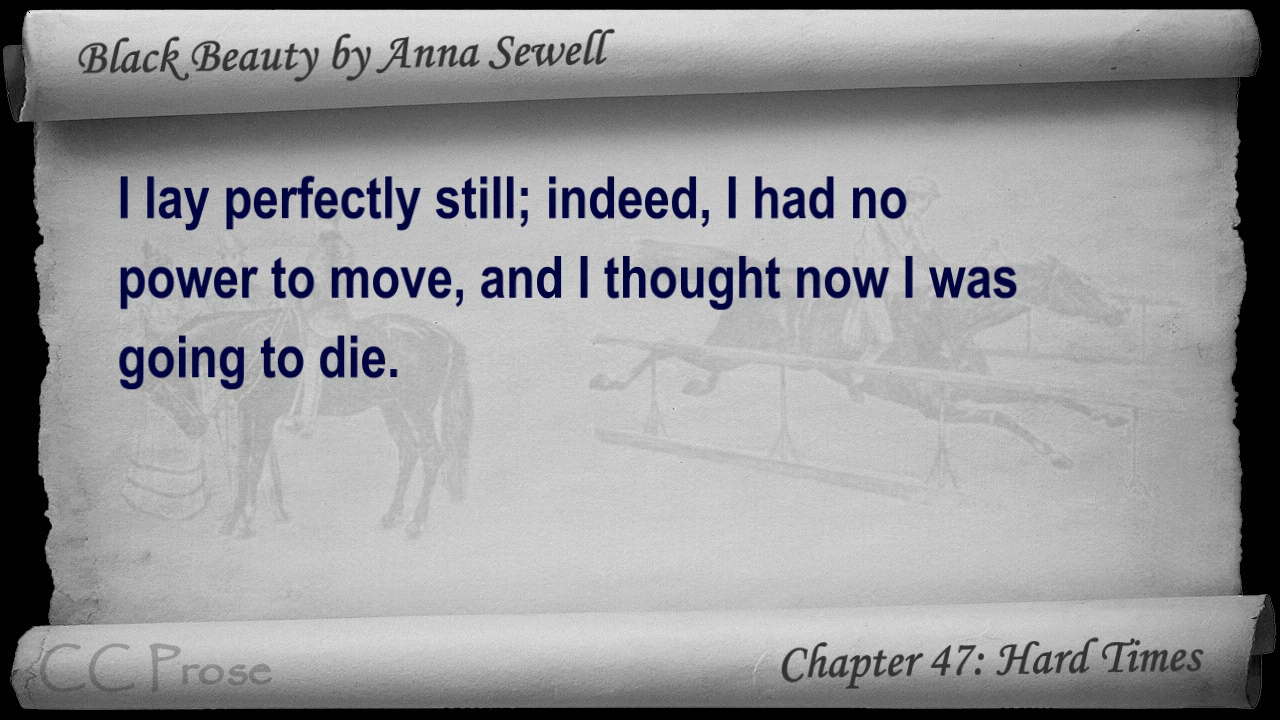 Black Beauty by Anna Sewell
I lay perfectly still; indeed, I had no
power to move, and I thought now I was
going to die.
CC Prose
Chapter 47: Hard Times